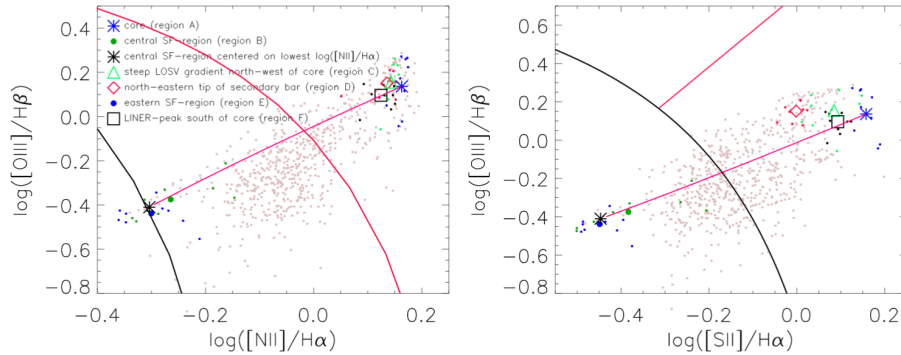 0.4
0.2
0.0
−0.2
−0.4
−0.6
−0.8
log([OIII]/Hβ)
core (region A)
central SF−region (region B)
central SF−region centered on lowest log([NII]/Hα)
steep LOSV gradient north−west of core (region C)
north−eastern tip of secondary bar (region D)
eastern SF−region (region E)
LINER−peak south of core (region F)
−0.4
−0.2
0.0
0.2
log([NII]/Hα)
0.6
0.4
0.2
0.0
−0.2
−0.4
−0.6
−0.8
log([OIII]/Hβ)
−0.4
−0.2
−0.0
0.2
log([SII]/Hα)